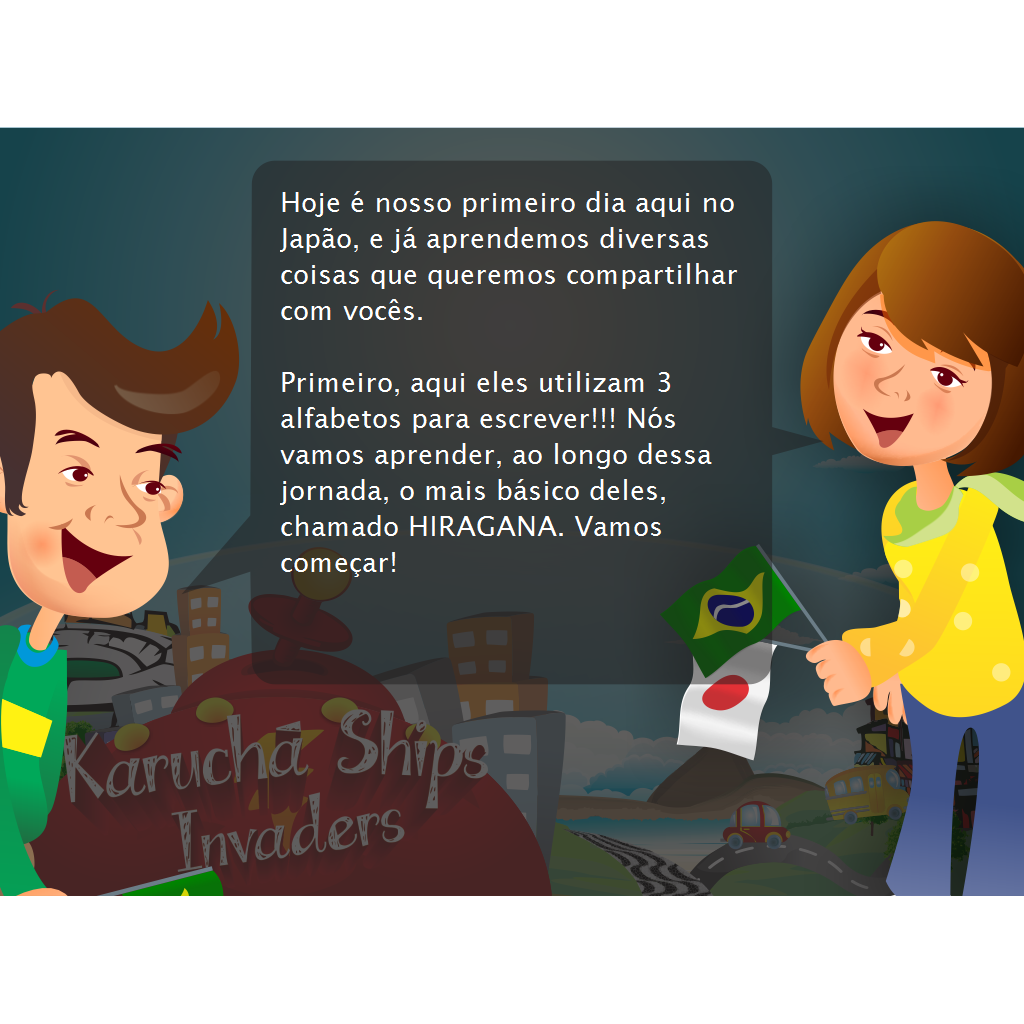 Hoje é nosso primeiro dia aqui no
Japão, e já aprendemos diversas
coisas que queremos compartilhar
com vocês.
Primeiro, aqui eles utilizam 3
alfabetos para escrever!!! Nós
vamos aprender, ao longo dessa
jornada, o mais básico deles,
chamado HIRAGANA. Vamos
começar!
Karuchā Ships
Invaders